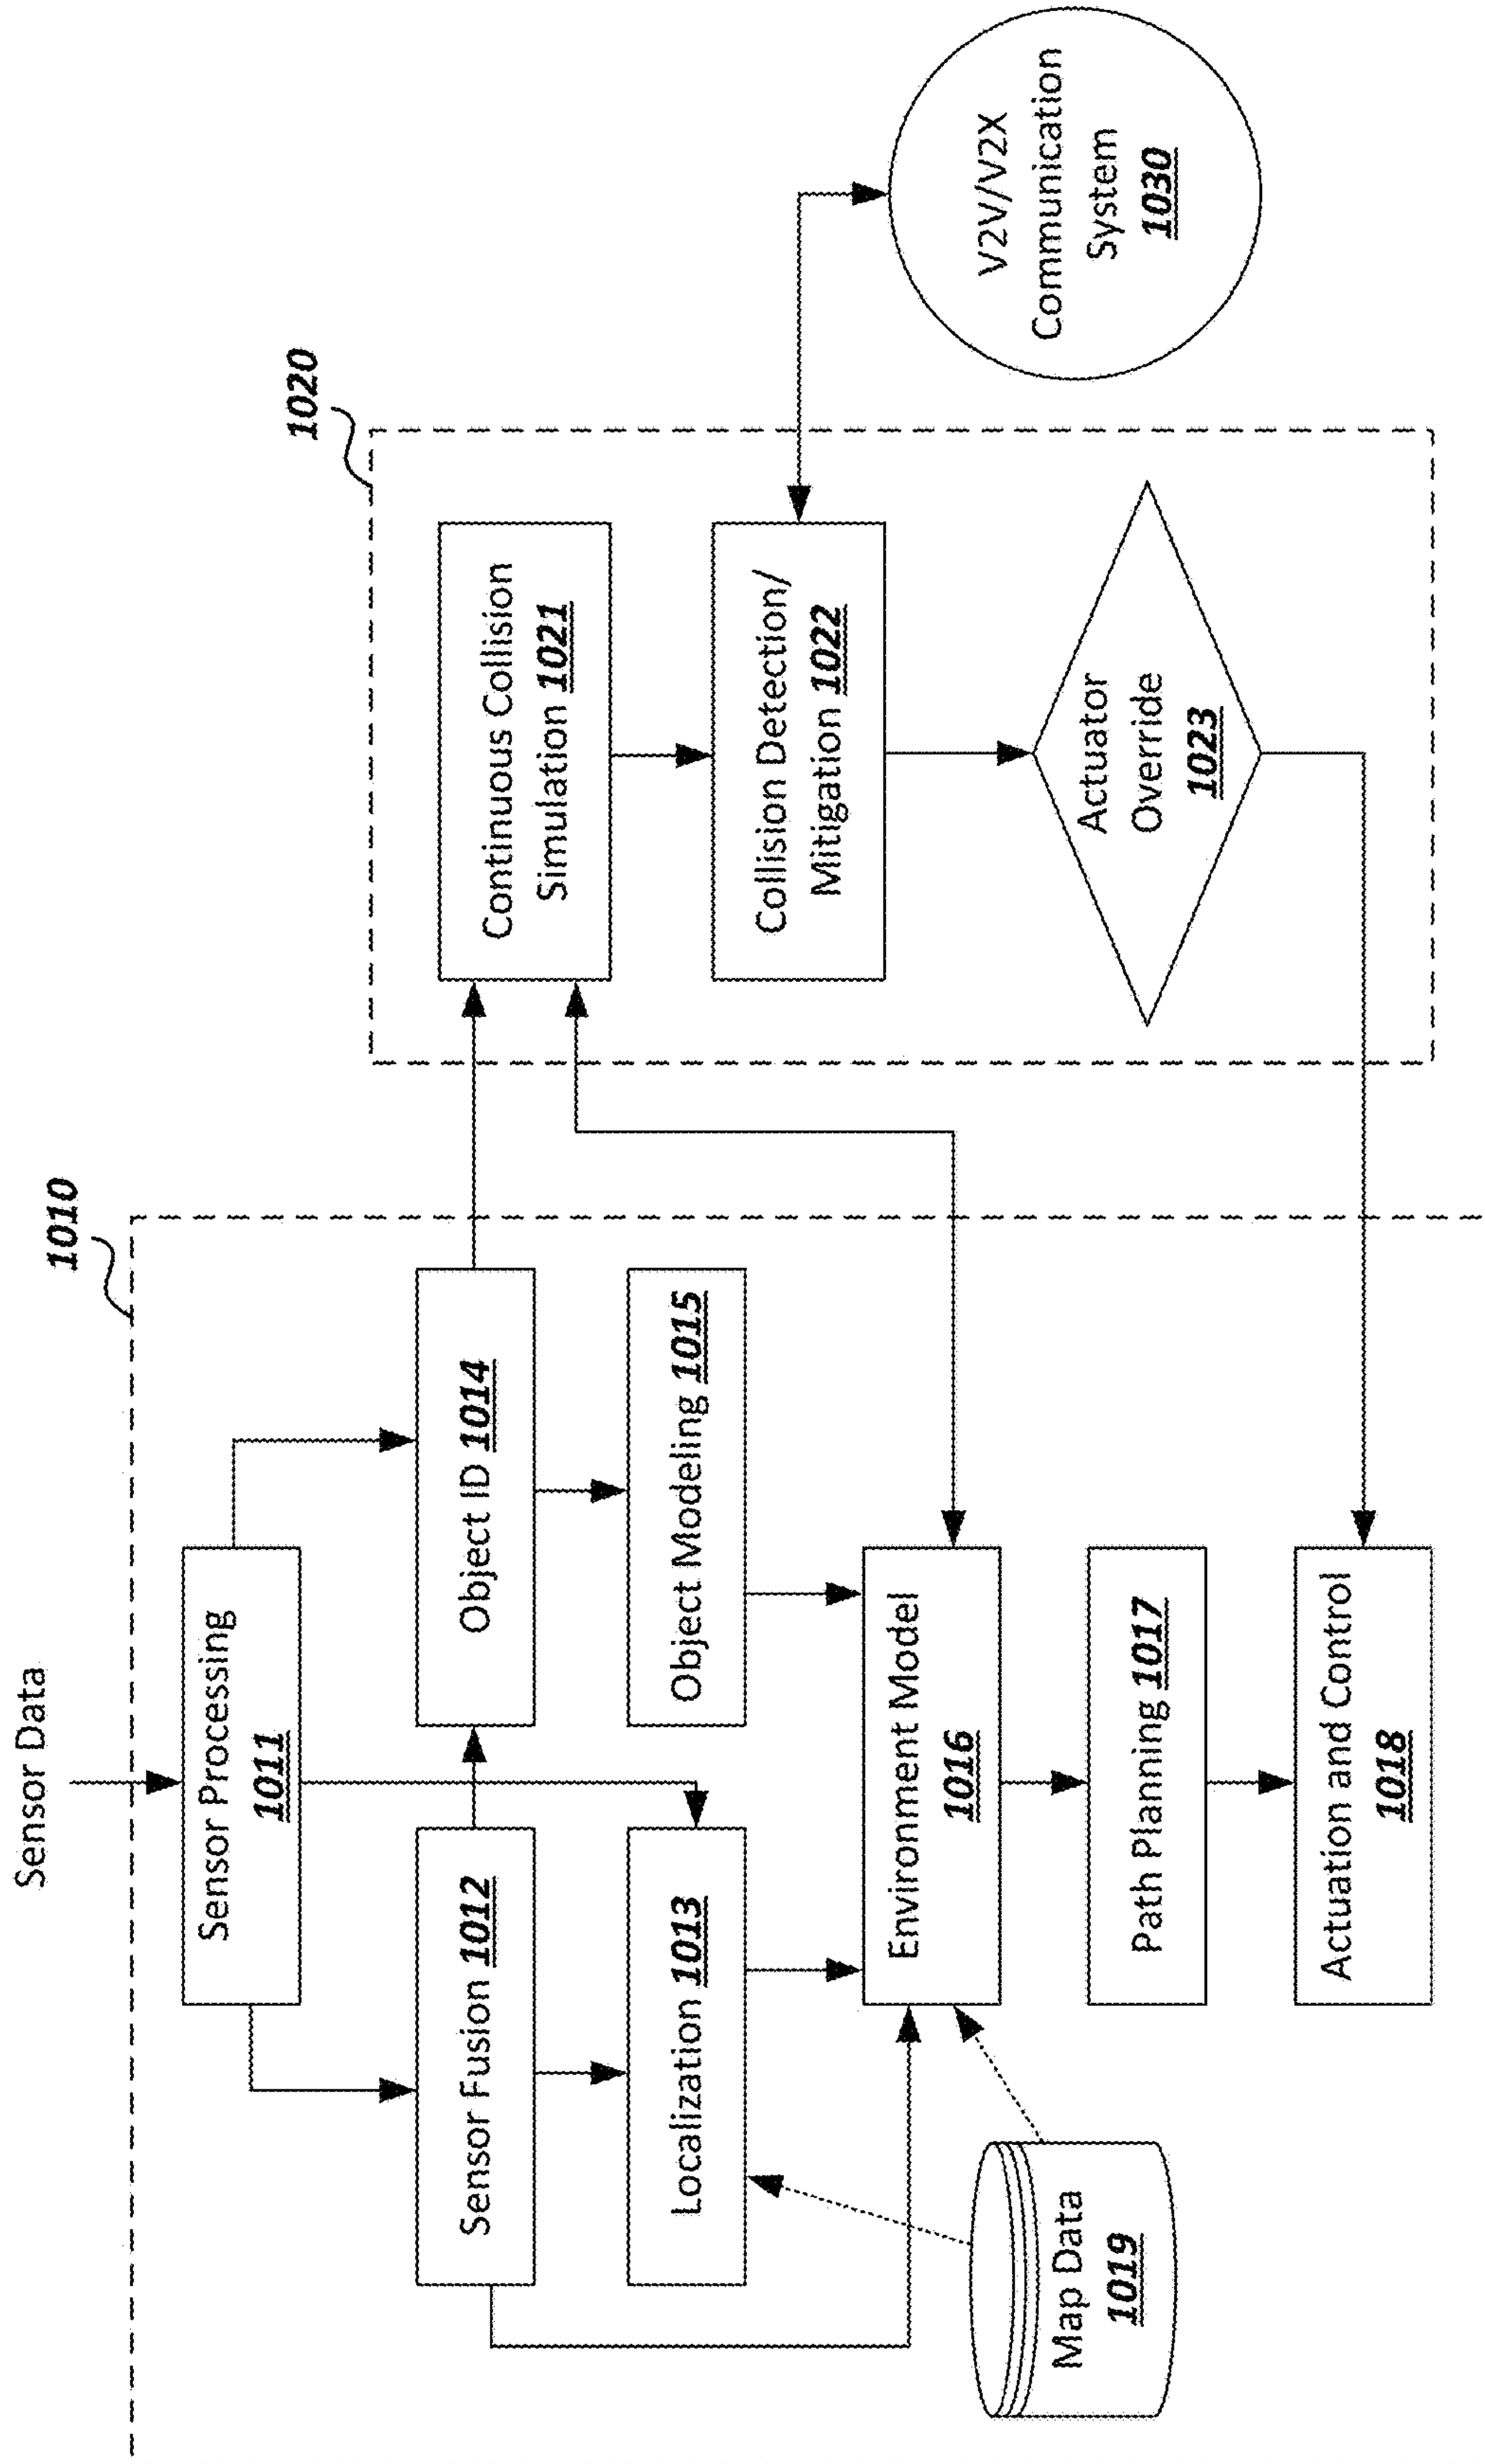 Sensor Data
1010
Sensor Processing
1011
Sensor Fusion 1012
Object ID 1014
Localization 1013
Object Modeling 1015
Environment Model
1016
Map Data
1019
Path Planning 1017
Actuation and Control
1018
1020
Continuous Collision
Simulation 1021
Collision Detection/
Mitigation 1022
Actuator
Override
1023
V2V/V2X
Communication
System
1030